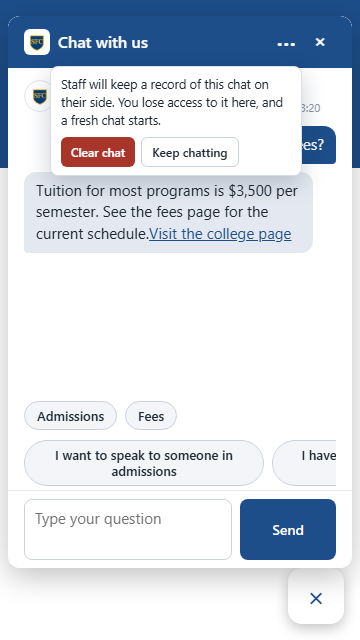 SFC
Chat with us
SFC
Staff will keep a record of this chat on
their side. You lose access to it here, and
a fresh chat starts.
3:20
Clear chat
Keep chatting
ees?
Tuition for most programs is $3,500 per
semester. See the fees page for the
current schedule.Visit the college page
Admissions
Fees
I want to speak to someone in
admissions
I have
Type your question
Send